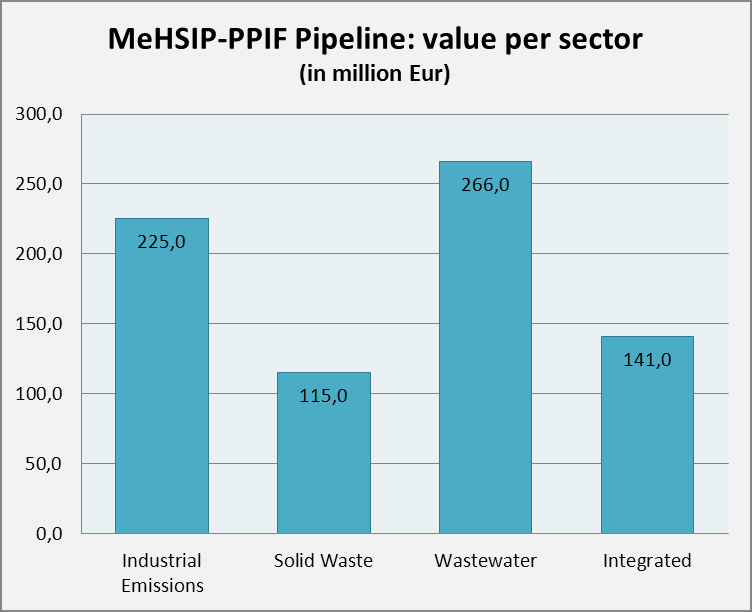 MeHSIP-PPIF Pipeline: value per sector
(in million Eur)
300,0
250,0
200,0
150,0
100,0
50,0
0,0
225,0
115,0
266,0
141,0
Industrial
Emissions
Solid Waste
Wastewater
Integrated